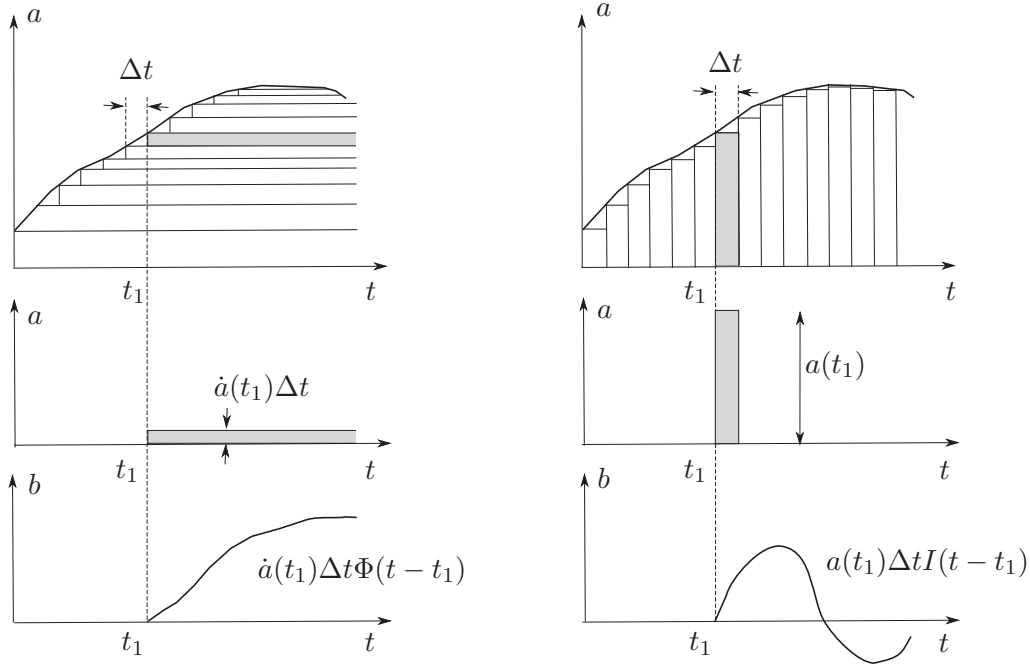 a
Δt
t₁
t
a
ȧ(t₁)Δt
t₁
t
b
ȧ(t₁)ΔtΦ(t − t₁)
t₁
t
a
Δt
t₁
t
a
a(t₁)
t₁
t
b
a(t₁)ΔtI(t − t₁)
t₁
t